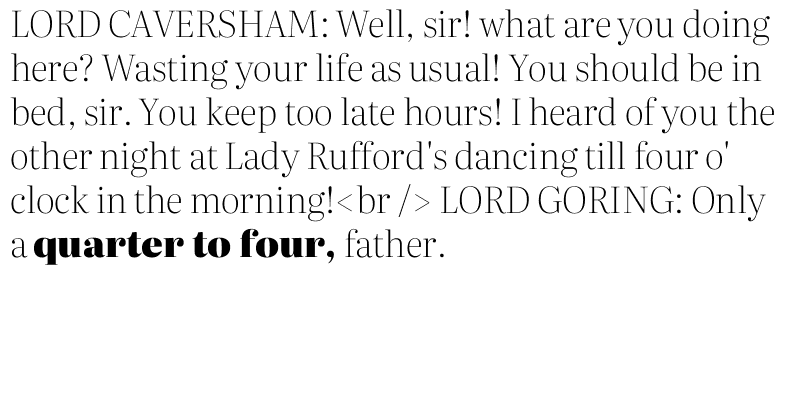 LORD CAVERSHAM: Well, sir! what are you doing
here? Wasting your life as usual! You should be in
bed, sir. You keep too late hours! I heard of you the
other night at Lady Rufford's dancing till four o'
clock in the morning!<br /> LORD GORING: Only
a quarter to four, father.